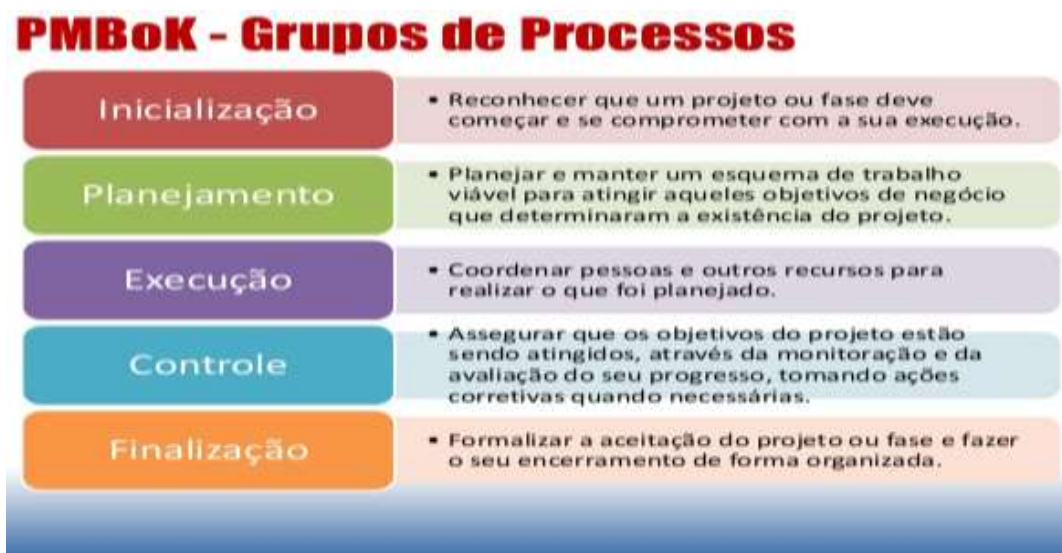 PMBoK - Grupos de Processos
Inicialização
• Reconhecer que um projeto ou fase deve
começar e se comprometer com a sua execução.
Planejamento
• Planejar e manter um esquema de trabalho
viável para atingir aqueles objetivos de negócio
que determinaram a existência do projeto.
Execução
• Coordenar pessoas e outros recursos para
realizar o que foi planejado.
Controle
• Assegurar que os objetivos do projeto estão
sendo atingidos, através da monitoração e da
avaliação do seu progresso, tomando ações
corretivas quando necessárias.
Finalização
• Formalizar a aceitação do projeto ou fase e fazer
o seu encerramento de forma organizada.